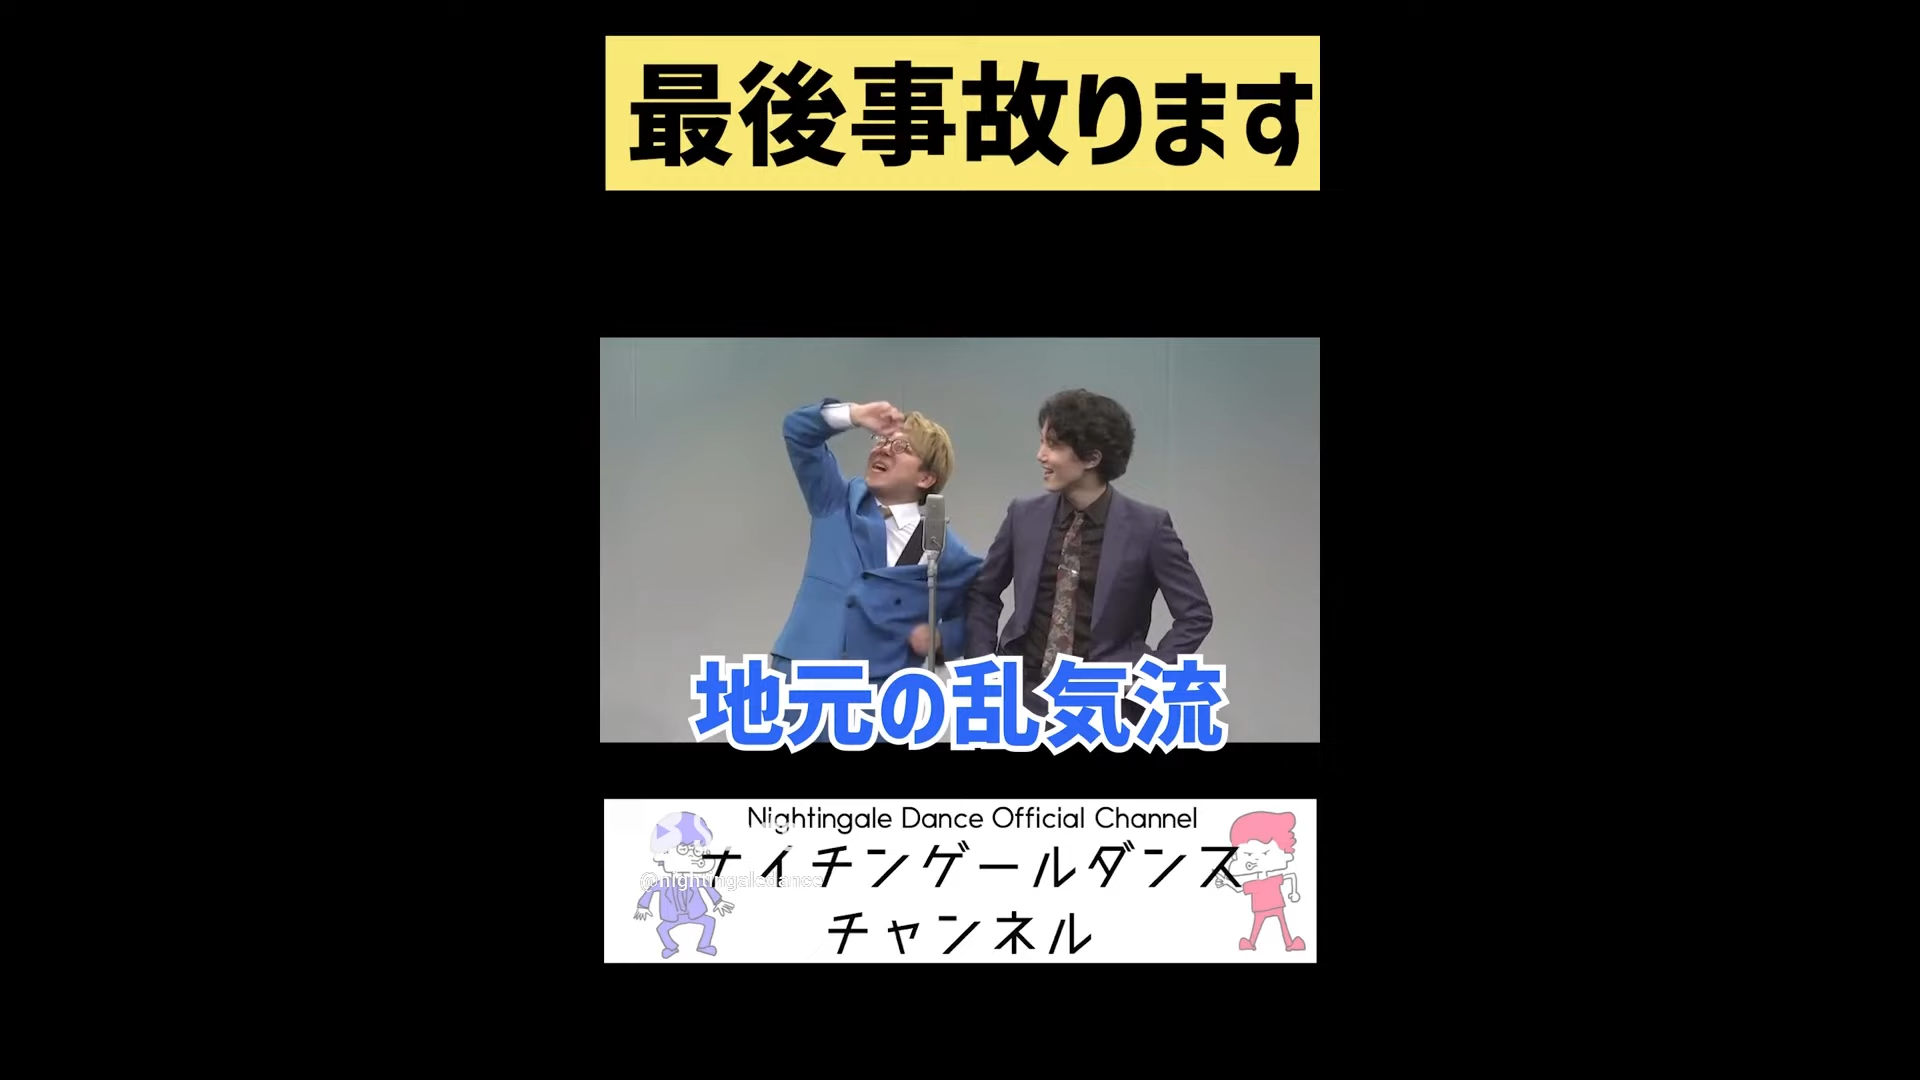 最後事故ります
地元の乱気流
Nightingale Dance Official Channel
ナイチンゲールダンス
@nightingaledance
チャンネル